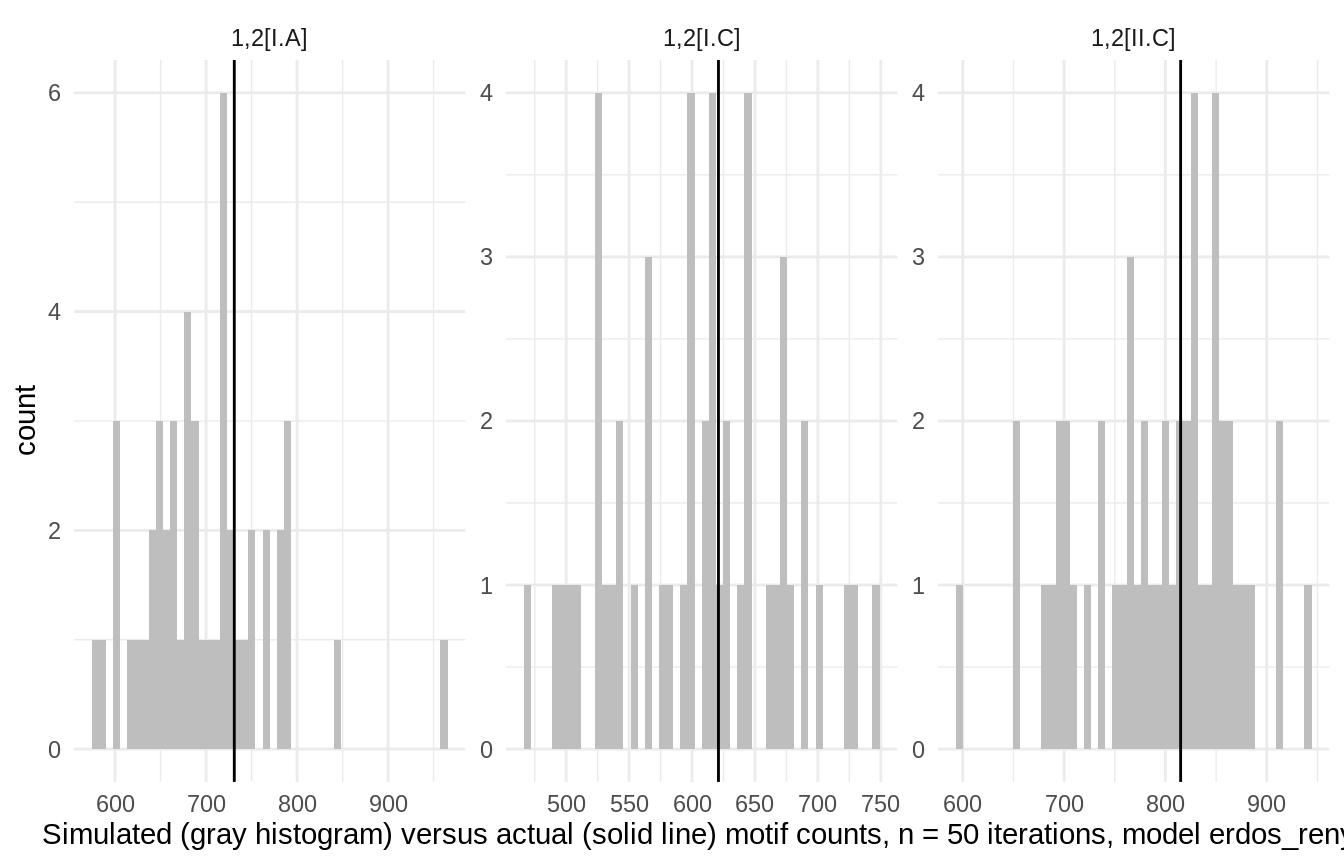 1,2[I.A] 1,2[I.C] 1,2[II.C]
6 4 4
3 3
4
count
2 2
2
1 1
0 0 0
600 700 800 900 500 550 600 650 700 750 600 700 800 900
Simulated (gray histogram) versus actual (solid line) motif counts, n = 50 iterations, model erdos_reny